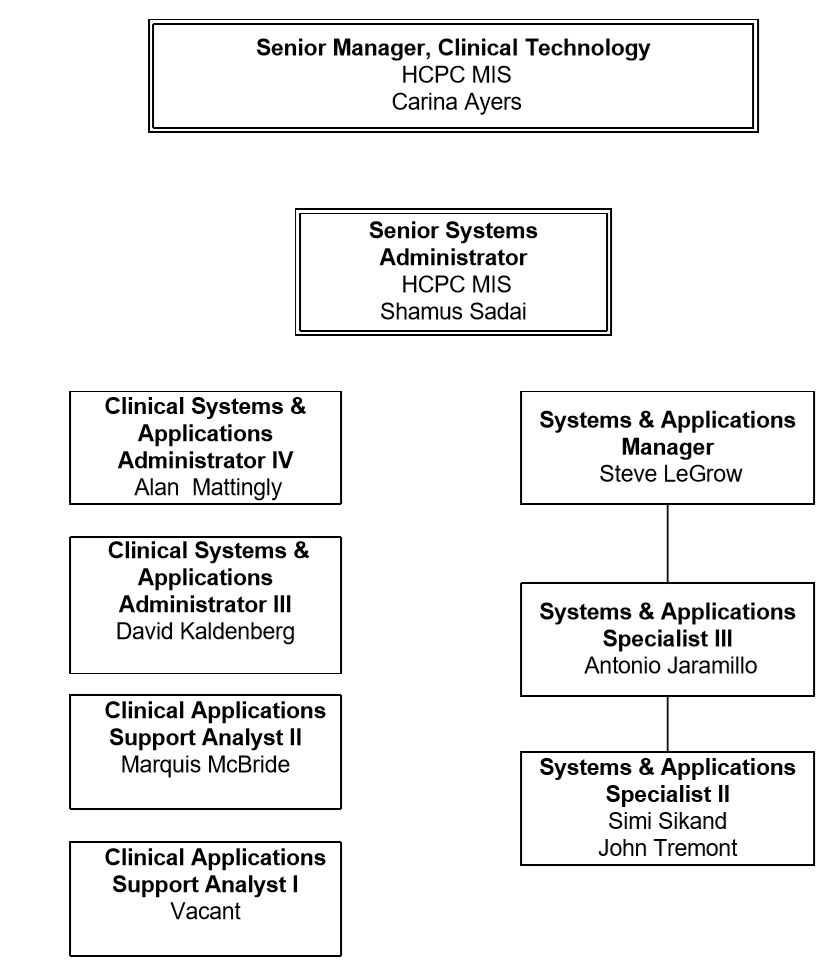 Senior Manager, Clinical Technology
HCPC MIS
Carina Ayers
Senior Systems
Administrator
HCPC MIS
Shamus Sadai
Clinical Systems &
Applications
Administrator IV
Alan  Mattingly
Clinical Systems &
Applications
Administrator III
David Kaldenberg
Clinical Applications
Support Analyst II
Marquis McBride
Clinical Applications
Support Analyst I
Vacant
Systems & Applications
Manager
Steve LeGrow
Systems & Applications
Specialist III
Antonio Jaramillo
Systems & Applications
Specialist II
Simi Sikand
John Tremont